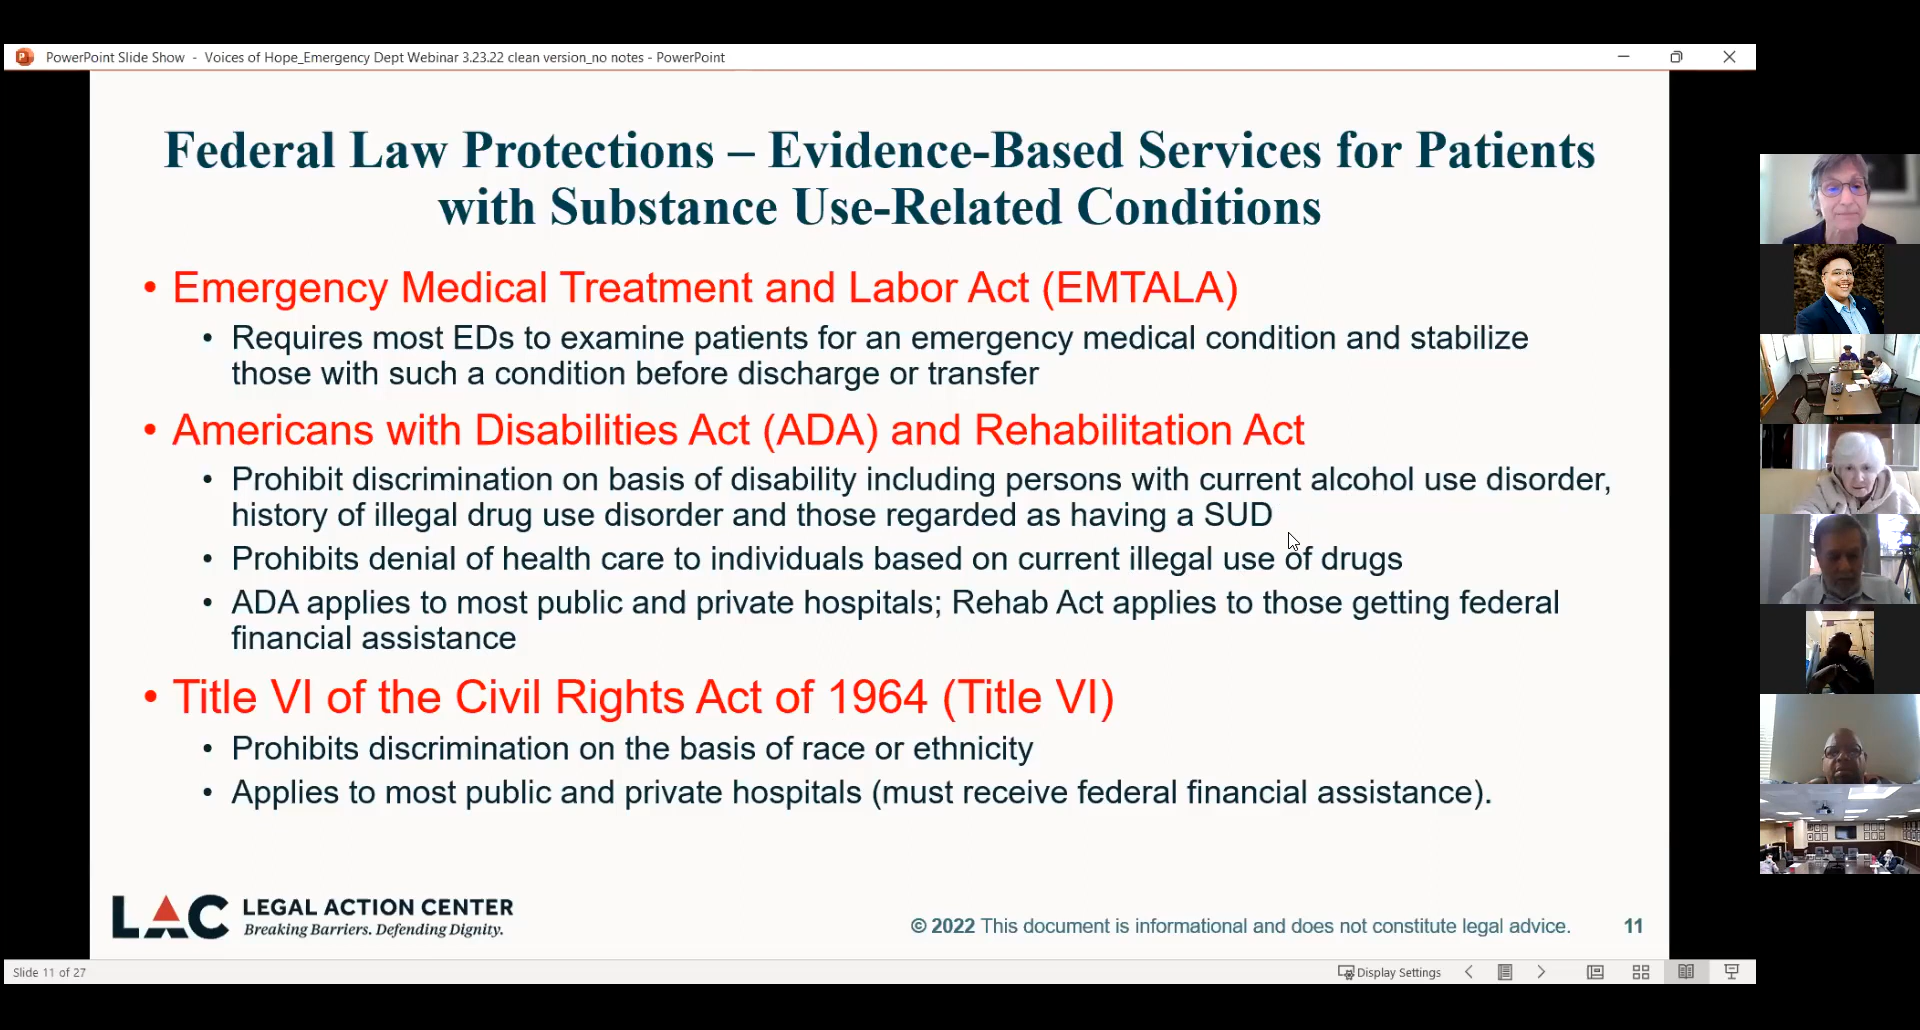 PowerPoint Slide Show - Voices of Hope_Emergency Dept Webinar 3.23.22 clean version_no notes - PowerPoint
Federal Law Protections – Evidence-Based Services for Patients
with Substance Use-Related Conditions
• Emergency Medical Treatment and Labor Act (EMTALA)
• Requires most EDs to examine patients for an emergency medical condition and stabilize
those with such a condition before discharge or transfer
• Americans with Disabilities Act (ADA) and Rehabilitation Act
• Prohibit discrimination on basis of disability including persons with current alcohol use disorder,
history of illegal drug use disorder and those regarded as having a SUD
• Prohibits denial of health care to individuals based on current illegal use of drugs
• ADA applies to most public and private hospitals; Rehab Act applies to those getting federal
financial assistance
• Title VI of the Civil Rights Act of 1964 (Title VI)
• Prohibits discrimination on the basis of race or ethnicity
• Applies to most public and private hospitals (must receive federal financial assistance).
LAC LEGAL ACTION CENTER
Breaking Barriers. Defending Dignity.
© 2022 This document is informational and does not constitute legal advice. 11
Slide 11 of 27
Display Settings